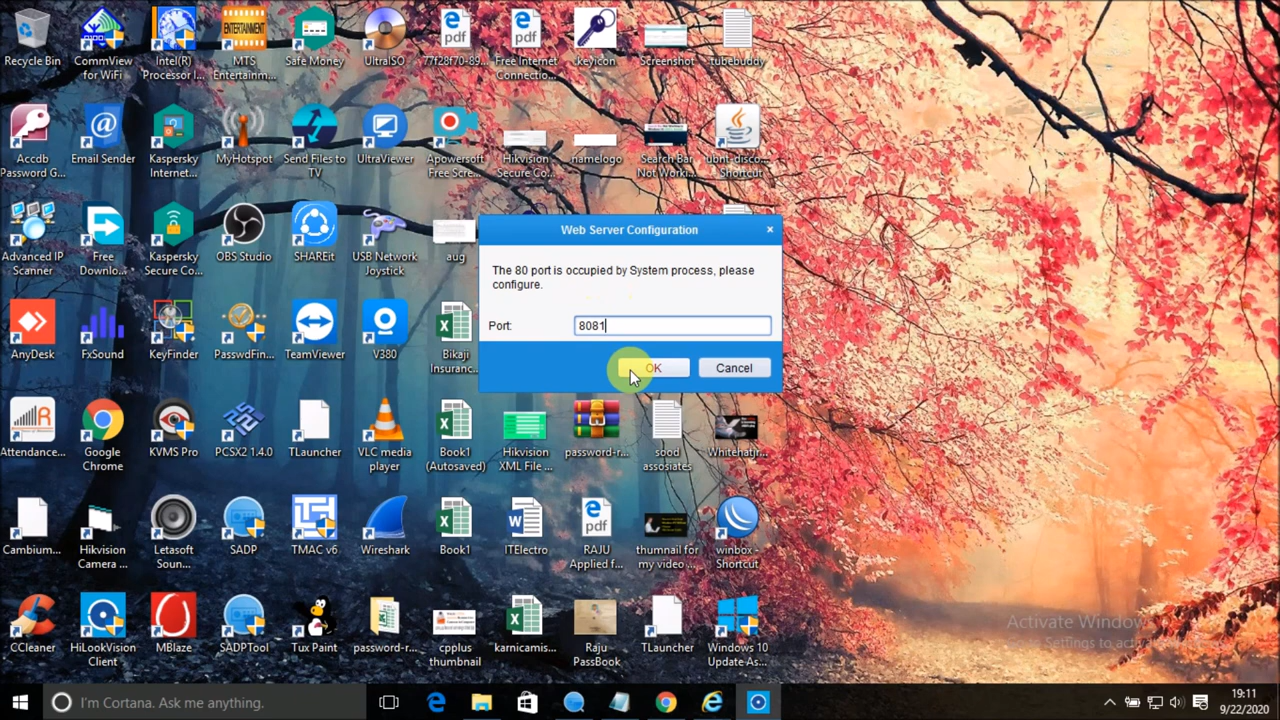 Recycle Bin
CommView
for WiFi
Intel(R)
Processor I...
ENTERTAINMENT
MTS
Entertainm...
Safe Money
UltraISO
pdf
77f28f70-89...
pdf
Free Internet
Connectio...
keyicon
Screenshot
tubebuddy
Accdb
Password G...
Email Sender
Kaspersky
Internet...
MyHotspot
Send Files to
TV
UltraViewer
Apowersoft
Free Scre...
Hikvision -
Secure Co...
namelogo
Search Bar
Not Worki...
ubnt-disco...
Shortcut
Advanced IP
Scanner
Free
Downlo...
Kaspersky
Secure Co...
OBS Studio
SHAREit
USB Network
Joystick
aug
Web Server Configuration
The 80 port is occupied by System process, please
configure.
Port:
8081
OK
Cancel
AnyDesk
FxSound
KeyFinder
PasswdFin...
TeamViewer
V380
Bikaji
Insuranc...
Attendance...
Google
Chrome
KVMS Pro
PCSX2 1.4.0
TLauncher
VLC media
player
Book1
(Autosaved)
Hikvision
XML File ...
password-r...
sood
assosiates
Whitehatjr...
Cambium...
Hikvision
Camera ...
Letasoft
Soun...
SADP
TMAC v6
Wireshark
Book1
ITElectro
pdf
RAJU
Applied f...
thumnail for
my video ...
winbox -
Shortcut
CCleaner
HiLookVision
Client
MBlaze
SADPTool
Tux Paint
password-r...
cpplus
thumbnail
karnicamis...
Raju
PassBook
TLauncher
Windows 10
Update As...
Activate Windows
I'm Cortana. Ask me anything.
19:11
9/22/2020